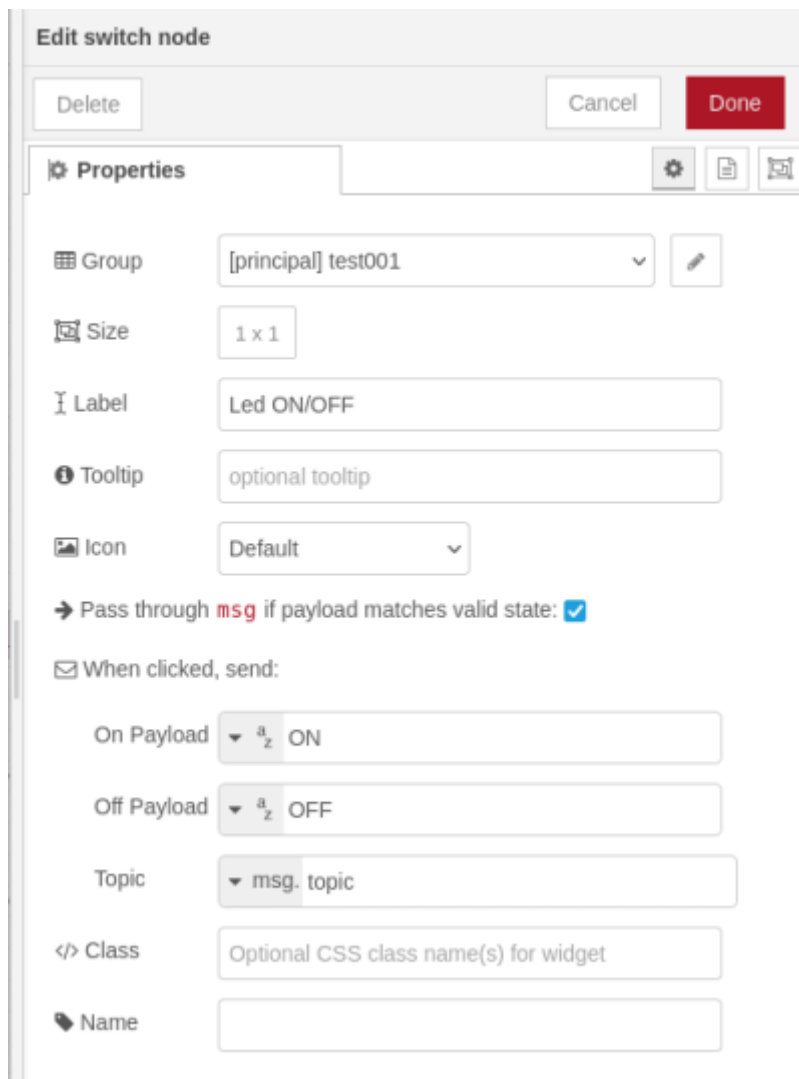 Edit switch node
Delete Cancel Done
Properties
Group [principal] test001
Size 1 x 1
Label Led ON/OFF
Tooltip optional tooltip
Icon Default
Pass through msg if payload matches valid state:
When clicked, send:
On Payload az ON
Off Payload az OFF
Topic msg. topic
</> Class Optional CSS class name(s) for widget
Name